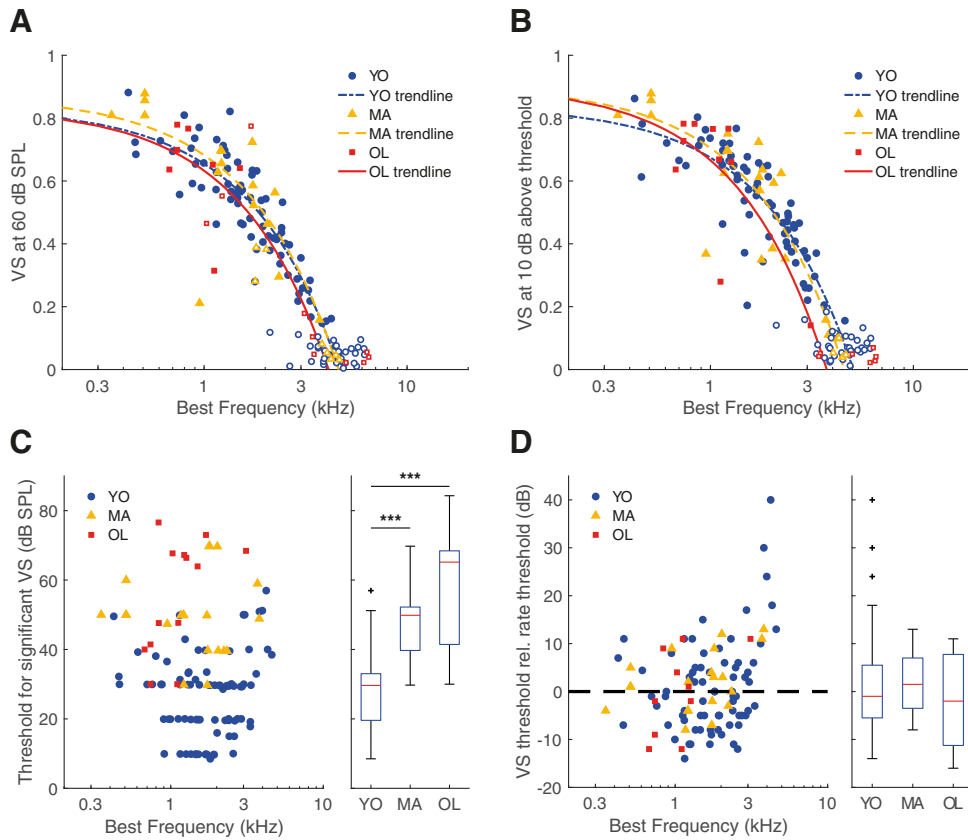 A
VS at 60 dB SPL
1
0.8
0.6
0.4
0.2
0
0.3
1
3
10
Best Frequency (kHz)
YO
YO trendline
MA
MA trendline
OL
OL trendline
B
VS at 10 dB above threshold
1
0.8
0.6
0.4
0.2
0
0.3
1
3
10
Best Frequency (kHz)
YO
YO trendline
MA
MA trendline
OL
OL trendline
C
Threshold for significant VS (dB SPL)
80
60
40
20
0
0.3
1
3
10
Best Frequency (kHz)
YO
MA
OL
***
***
YO
MA
OL
D
VS threshold rel. rate threshold (dB)
40
30
20
10
0
-10
-20
0.3
1
3
10
Best Frequency (kHz)
YO
MA
OL
YO
MA
OL